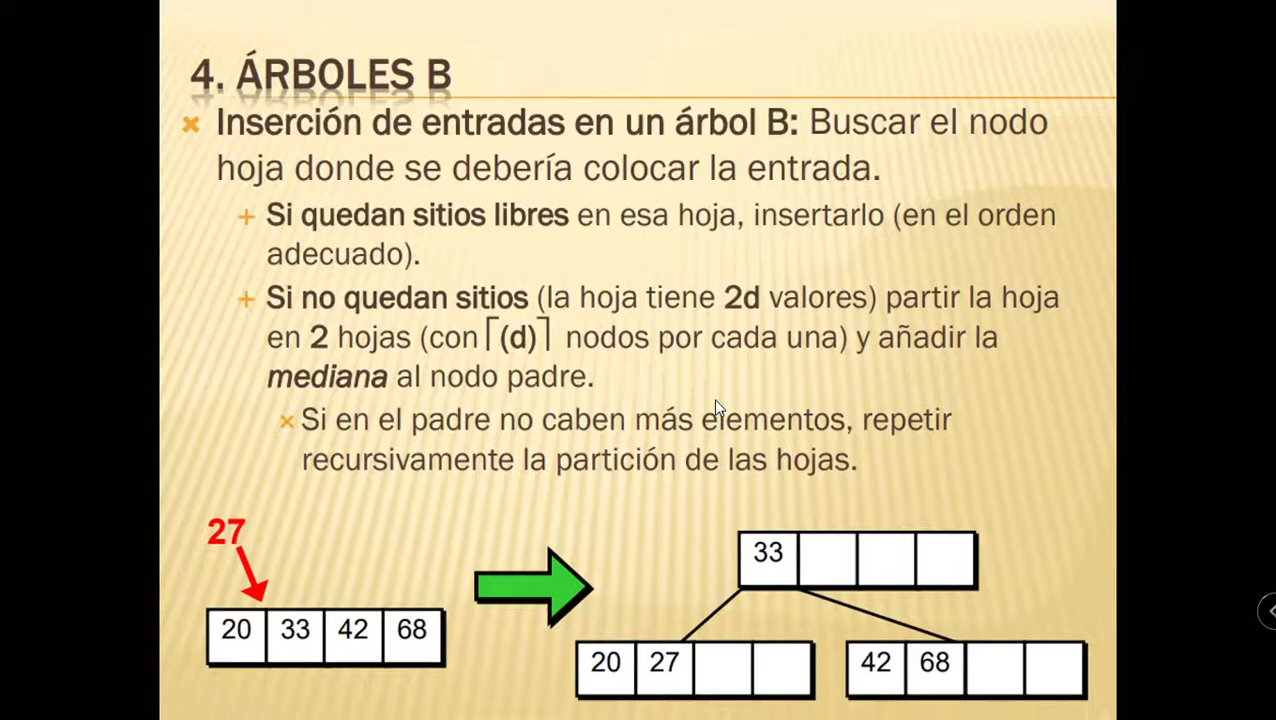 4. ÁRBOLES B
Inserción de entradas en un árbol B: Buscar el nodo
hoja donde se debería colocar la entrada.
Si quedan sitios libres en esa hoja, insertarlo (en el orden
adecuado).
Si no quedan sitios (la hoja tiene 2d valores) partir la hoja
en 2 hojas (con ⌈(d)⌉ nodos por cada una) y añadir la
mediana al nodo padre.
Si en el padre no caben más elementos, repetir
recursivamente la partición de las hojas.
27
20 33 42 68
33
20 27
42 68